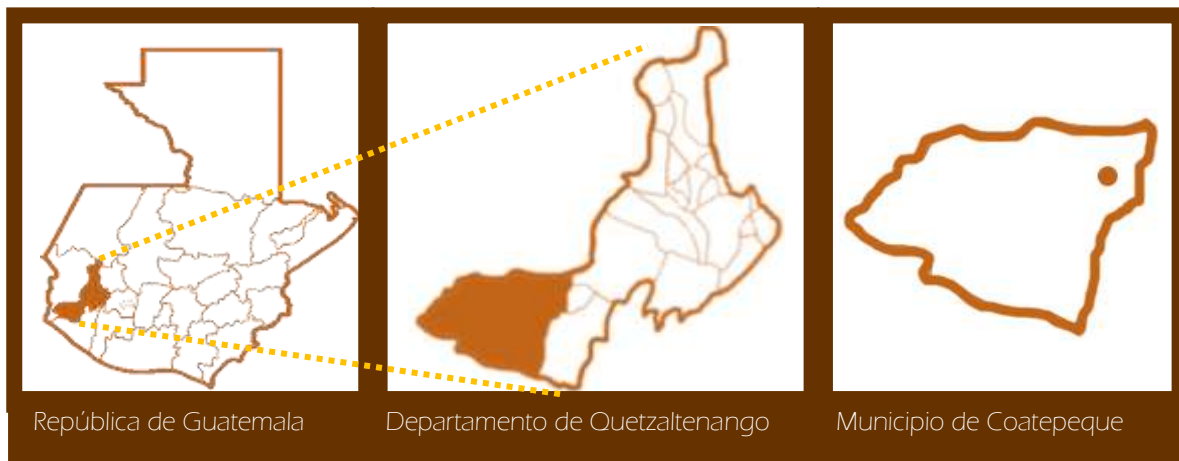 República de Guatemala
Departamento de Quetzaltenango
Municipio de Coatepeque